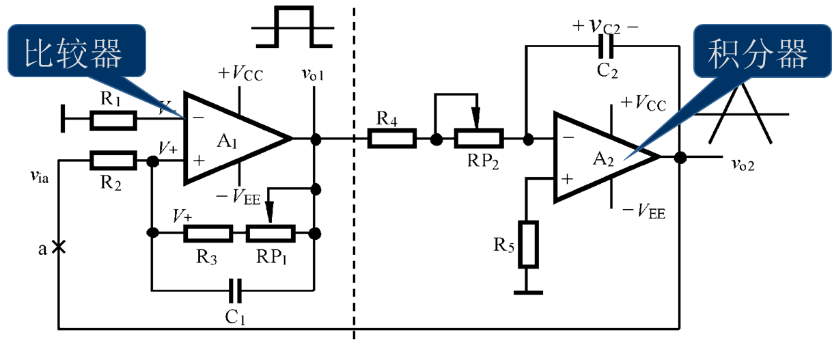 比较器
积分器
+VCC
vo1
+ vC2 −
C2
R1
V-
−
A1
+
V+
R2
via
−VEE
V+
R3
RP1
C1
a
R4
RP2
+VCC
−
A2
+
−VEE
R5
vo2